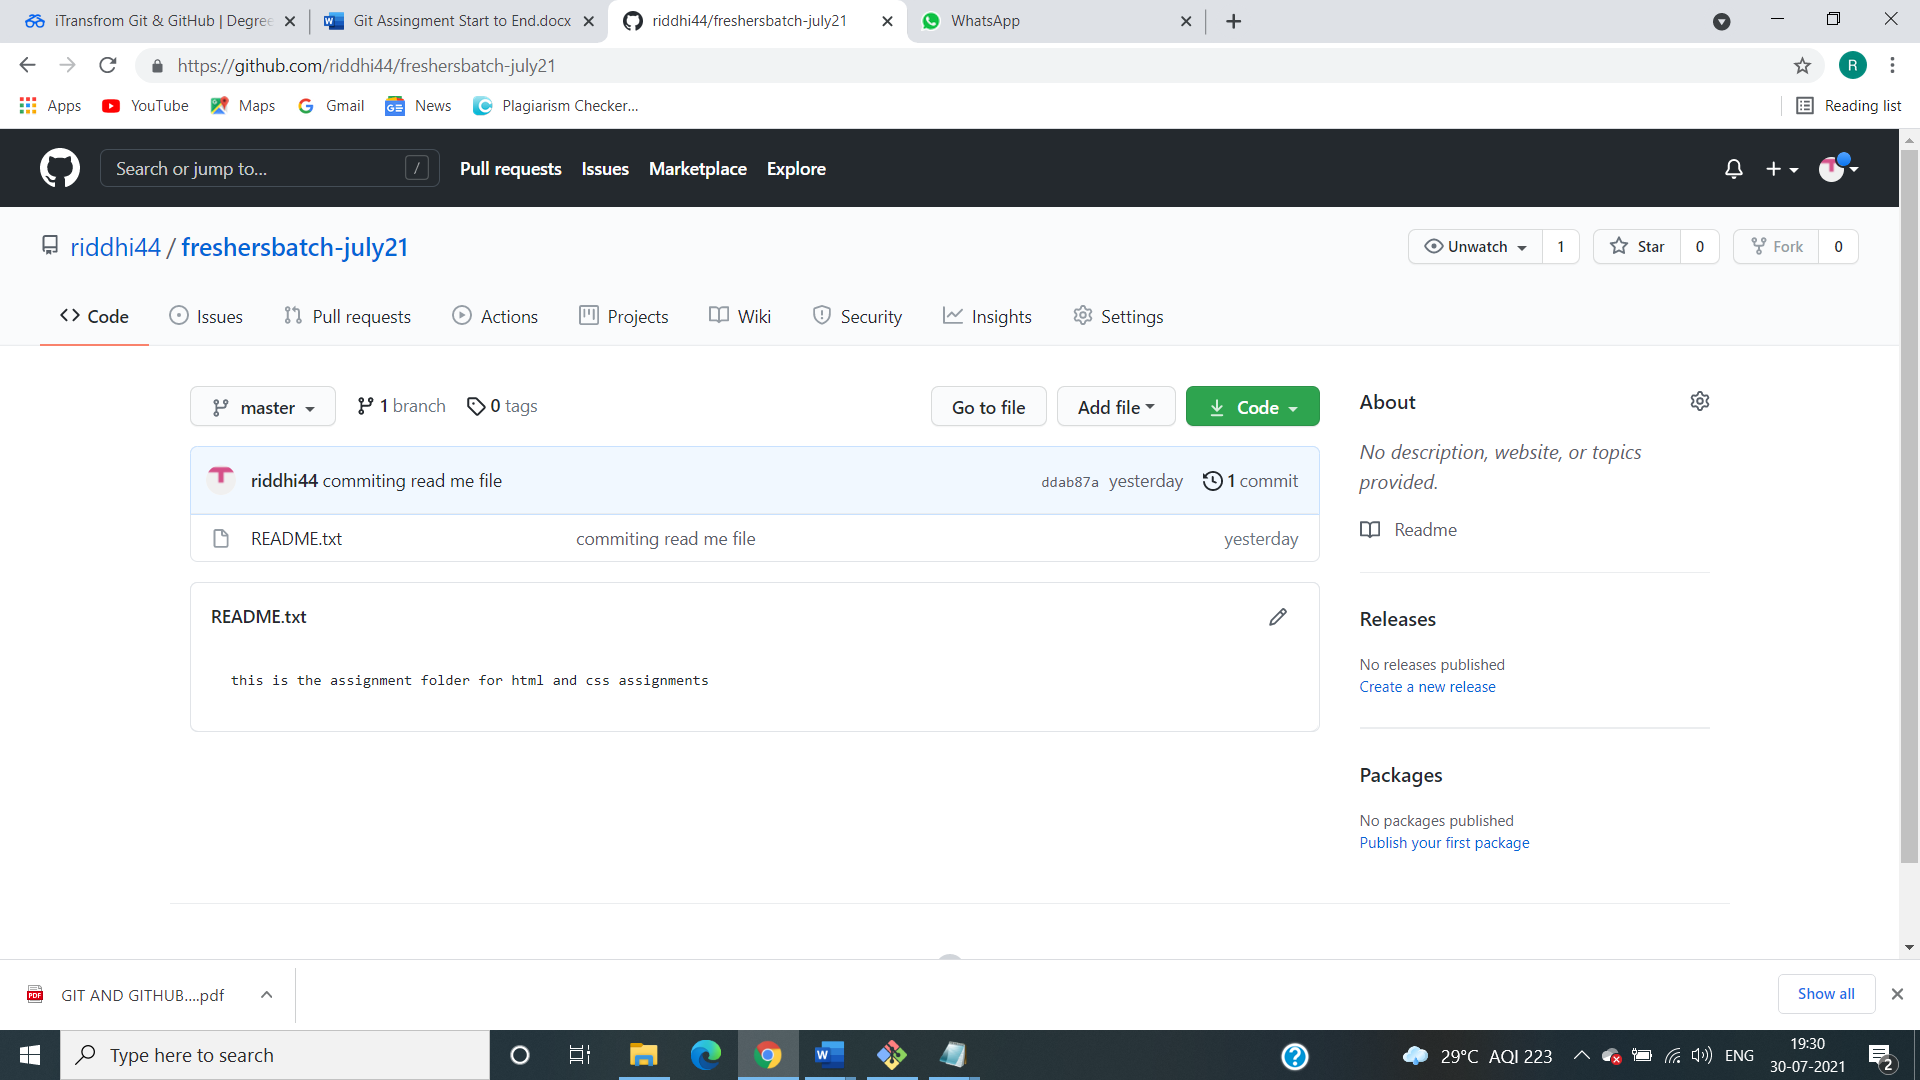 iTransfrom Git & GitHub | Degree
Git Assingment Start to End.docx
riddhi44/freshersbatch-july21
WhatsApp
https://github.com/riddhi44/freshersbatch-july21
R
Apps
YouTube
Maps
Gmail
News
Plagiarism Checker...
Reading list
Search or jump to...
/
Pull requests
Issues
Marketplace
Explore
riddhi44 / freshersbatch-july21
Unwatch 1
Star 0
Fork 0
Code
Issues
Pull requests
Actions
Projects
Wiki
Security
Insights
Settings
master
1 branch
0 tags
Go to file
Add file
Code
riddhi44 commiting read me file
ddab87a yesterday
1 commit
README.txt
commiting read me file
yesterday
README.txt
this is the assignment folder for html and css assignments
About
No description, website, or topics
provided.
Readme
Releases
No releases published
Create a new release
Packages
No packages published
Publish your first package
PDF
GIT AND GITHUB....pdf
Show all
Type here to search
29°C AQI 223
ENG
19:30
30-07-2021
2